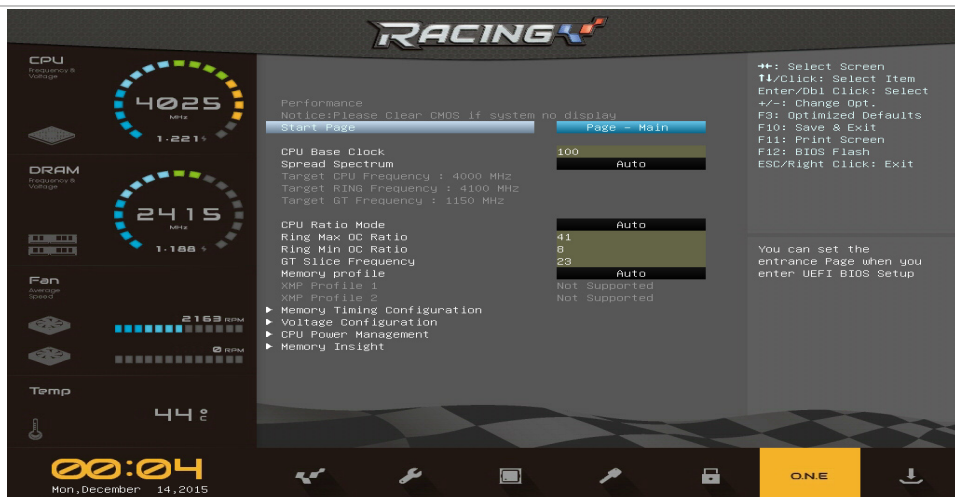 RACING
CPU
Frequency &
Voltage
4025
MHz
1.221 v
DRAM
Frequency &
Voltage
2415
MHz
1.188 v
Fan
Average
Speed
2163 RPM
0 RPM
Temp
44 °C
00:04
Mon,December 14,2015
Performance
Notice:Please Clear CMOS if system no display
Start Page Page - Main
CPU Base Clock 100
Spread Spectrum Auto
Target CPU Frequency : 4000 MHz
Target RING Frequency : 4100 MHz
Target GT Frequency : 1150 MHz
CPU Ratio Mode Auto
Ring Max OC Ratio 41
Ring Min OC Ratio 8
GT Slice Frequency 23
Memory profile Auto
XMP Profile 1 Not Supported
XMP Profile 2 Not Supported
▶ Memory Timing Configuration
▶ Voltage Configuration
▶ CPU Power Management
▶ Memory Insight
→←: Select Screen
↑↓/Click: Select Item
Enter/Dbl Click: Select
+/-: Change Opt.
F3: Optimized Defaults
F10: Save & Exit
F11: Print Screen
F12: BIOS Flash
ESC/Right Click: Exit
You can set the
entrance Page when you
enter UEFI BIOS Setup
O.N.E